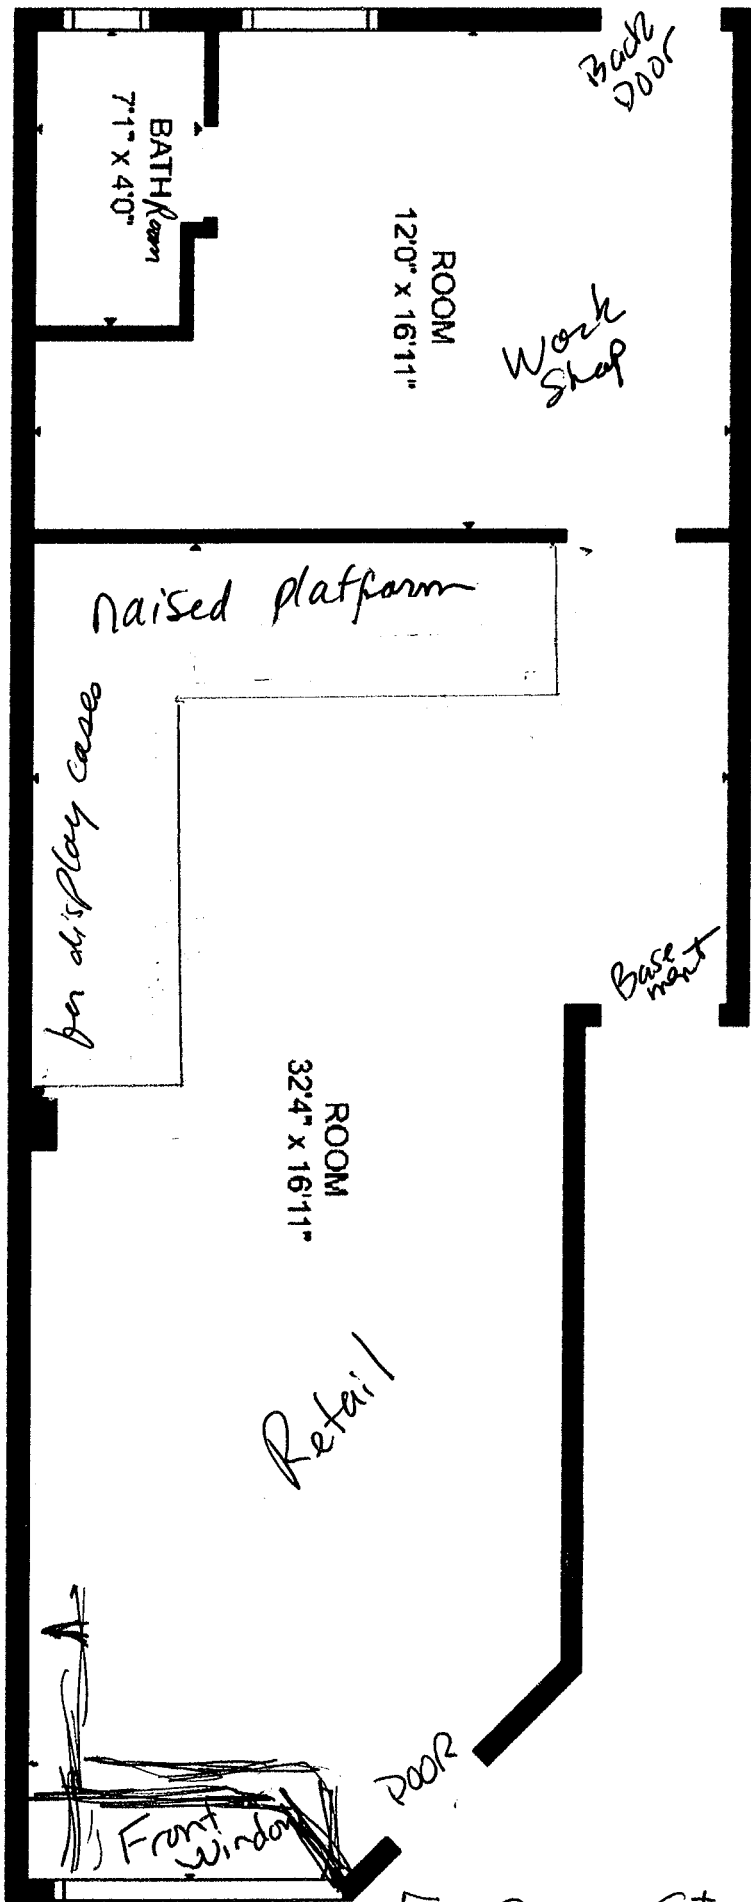 Back
Door
BATHRoom
7'1" x 4'0"
ROOM
12'0" x 16'11"
Work
Shop
raised platform
for display cases
Base
ment
ROOM
32'4" x 16'11"
Retail
DOOR
Front
Window